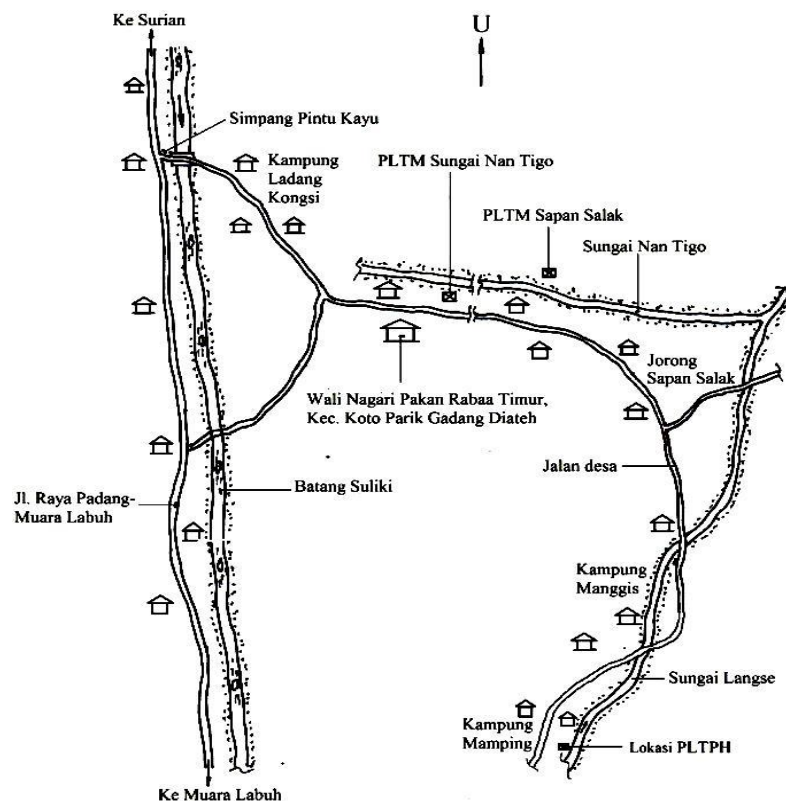 Ke Surian
U
Simpang Pintu Kayu
Kampung
Ladang
Kongsi
PLTM Sungai Nan Tigo
PLTM Sapan Salak
Sungai Nan Tigo
Jorong
Sapan Salak
Wali Nagari Pakan Rabaa Timur,
Kec. Koto Parik Gadang Diateh
Jalan desa
Jl. Raya Padang-
Muara Labuh
Batang Suliki
Kampung
Manggis
Sungai Langse
Kampung
Mamping
Lokasi PLTPH
Ke Muara Labuh